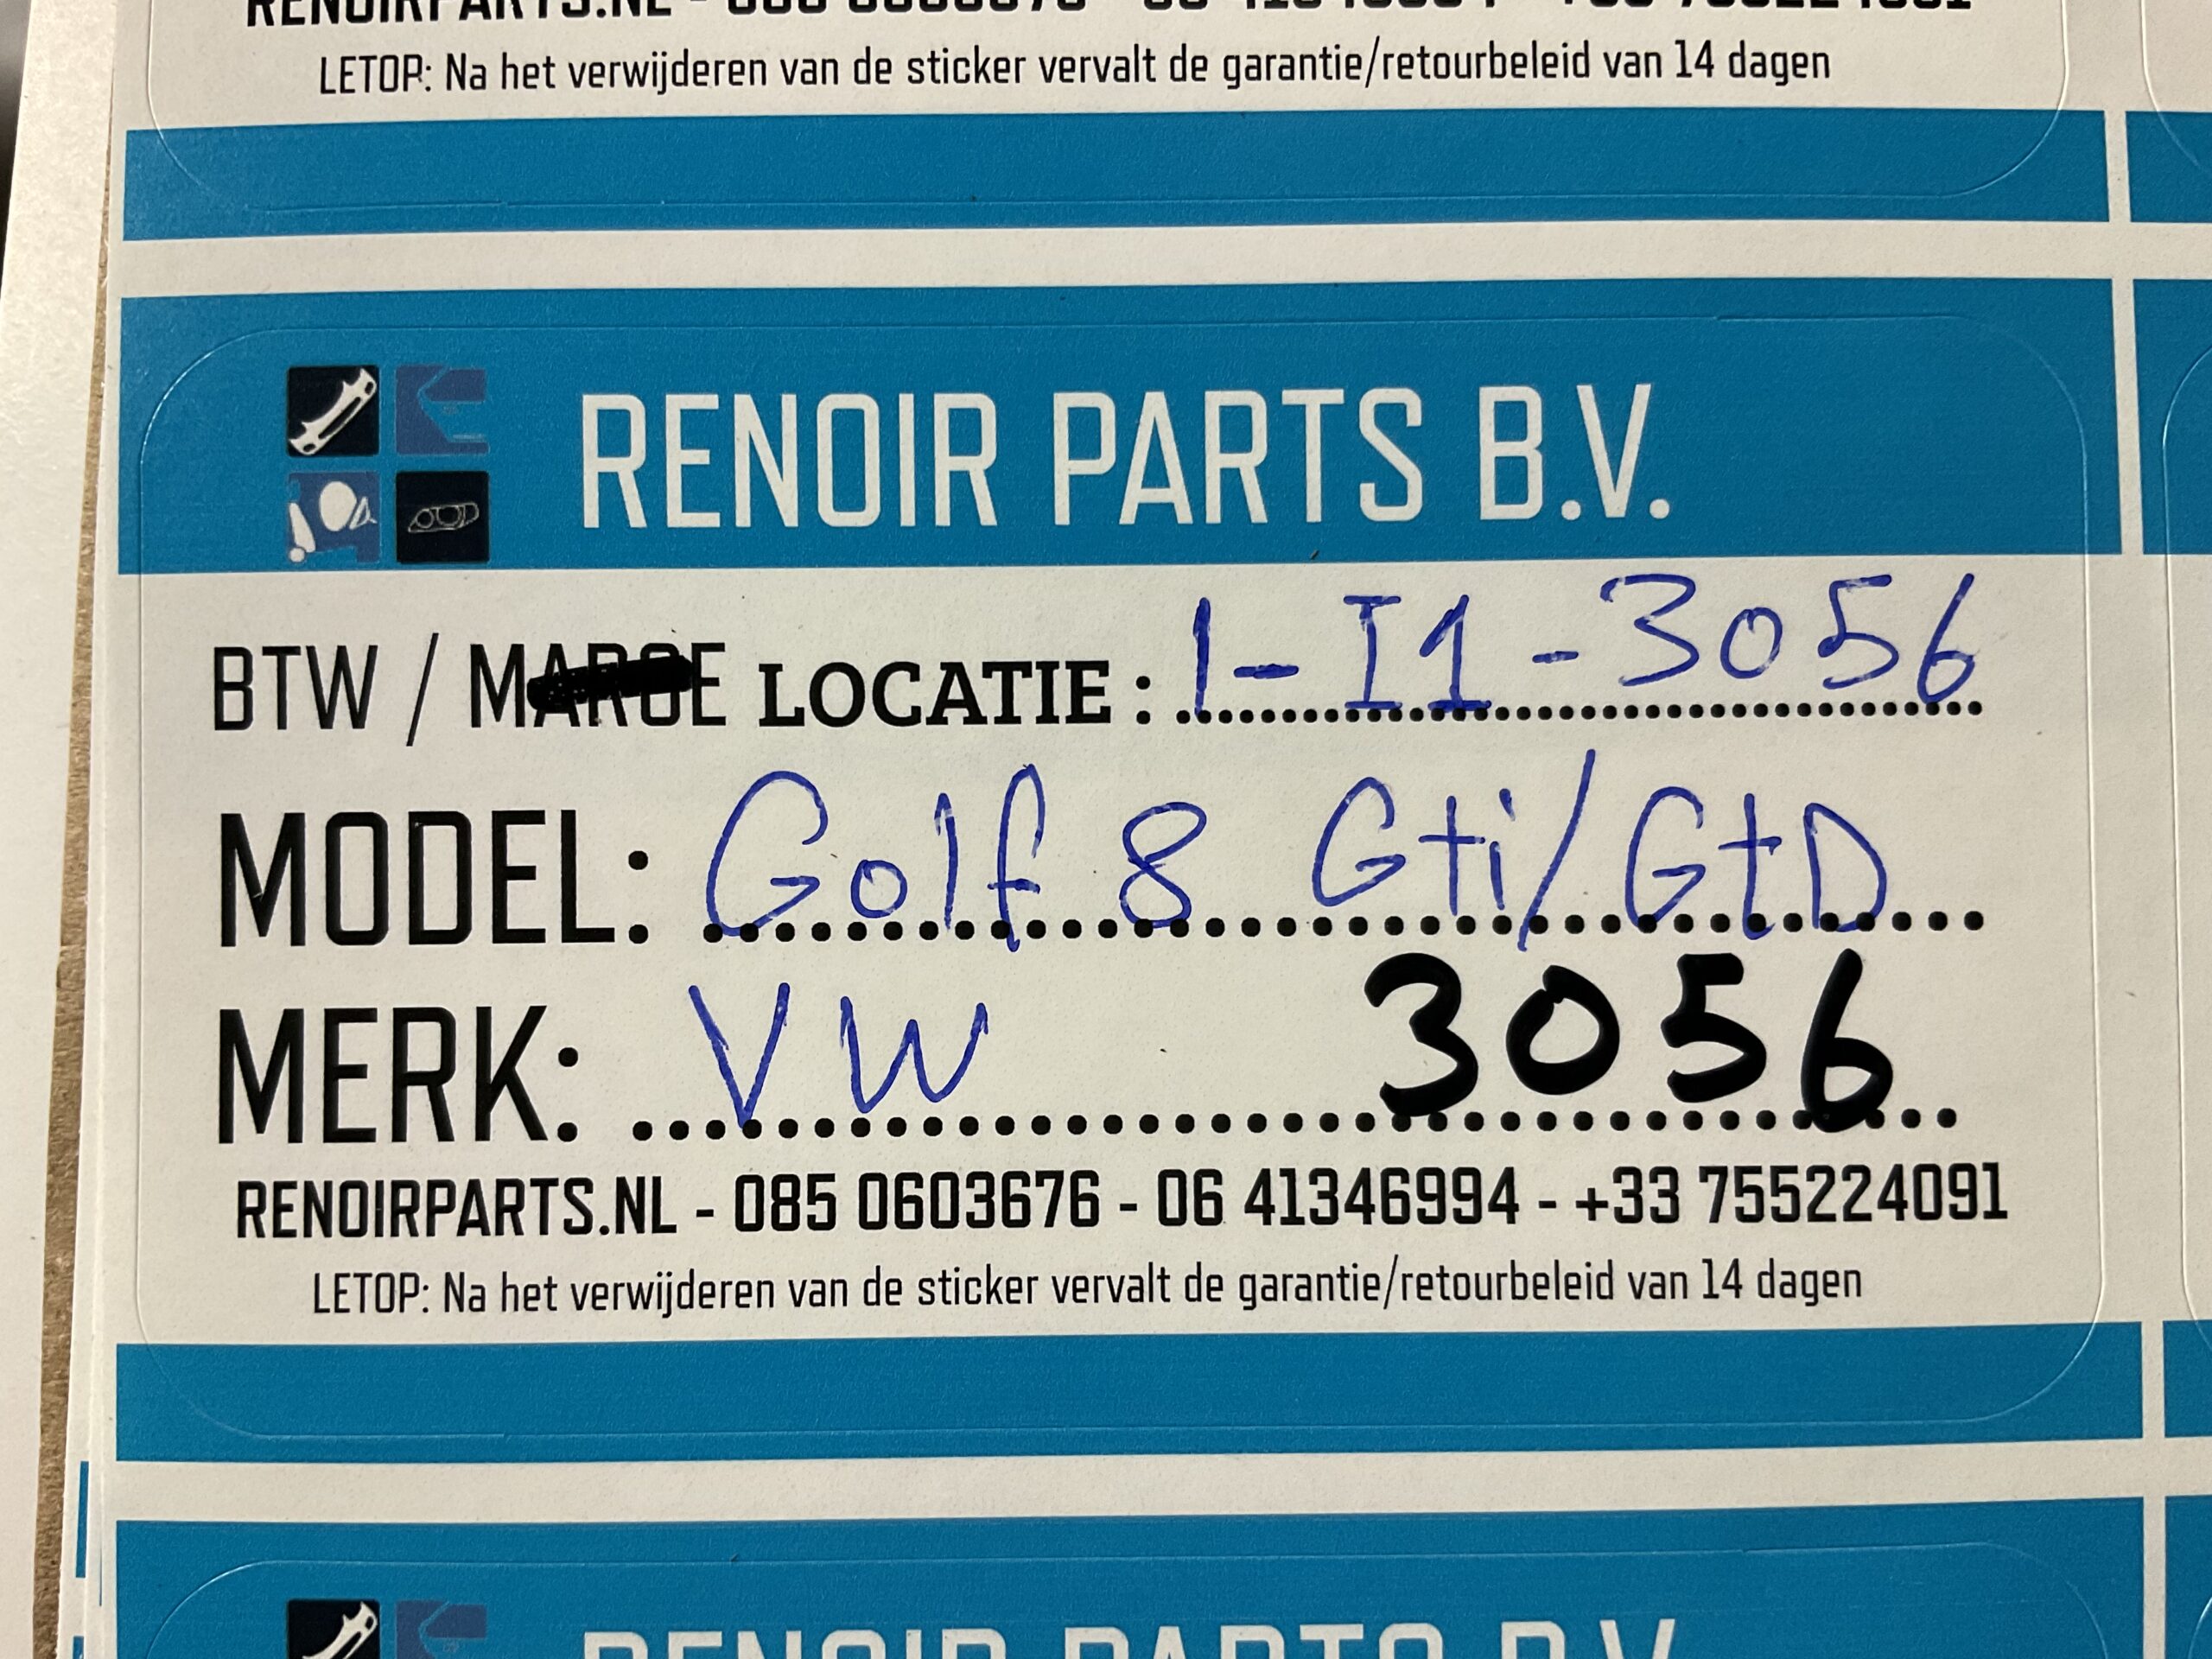 LETOP: Na het verwijderen van de sticker vervalt de garantie/retourbeleid van 14 dagen
RENOIR PARTS B.V.
BTW / MARGE LOCATIE : 1-I1-3056
MODEL: Golf 8 Gti/GtD
MERK: VW 3056
RENOIRPARTS.NL - 085 0603676 - 06 41346994 - +33 755224091
LETOP: Na het verwijderen van de sticker vervalt de garantie/retourbeleid van 14 dagen
RENOIR PARTS B.V.